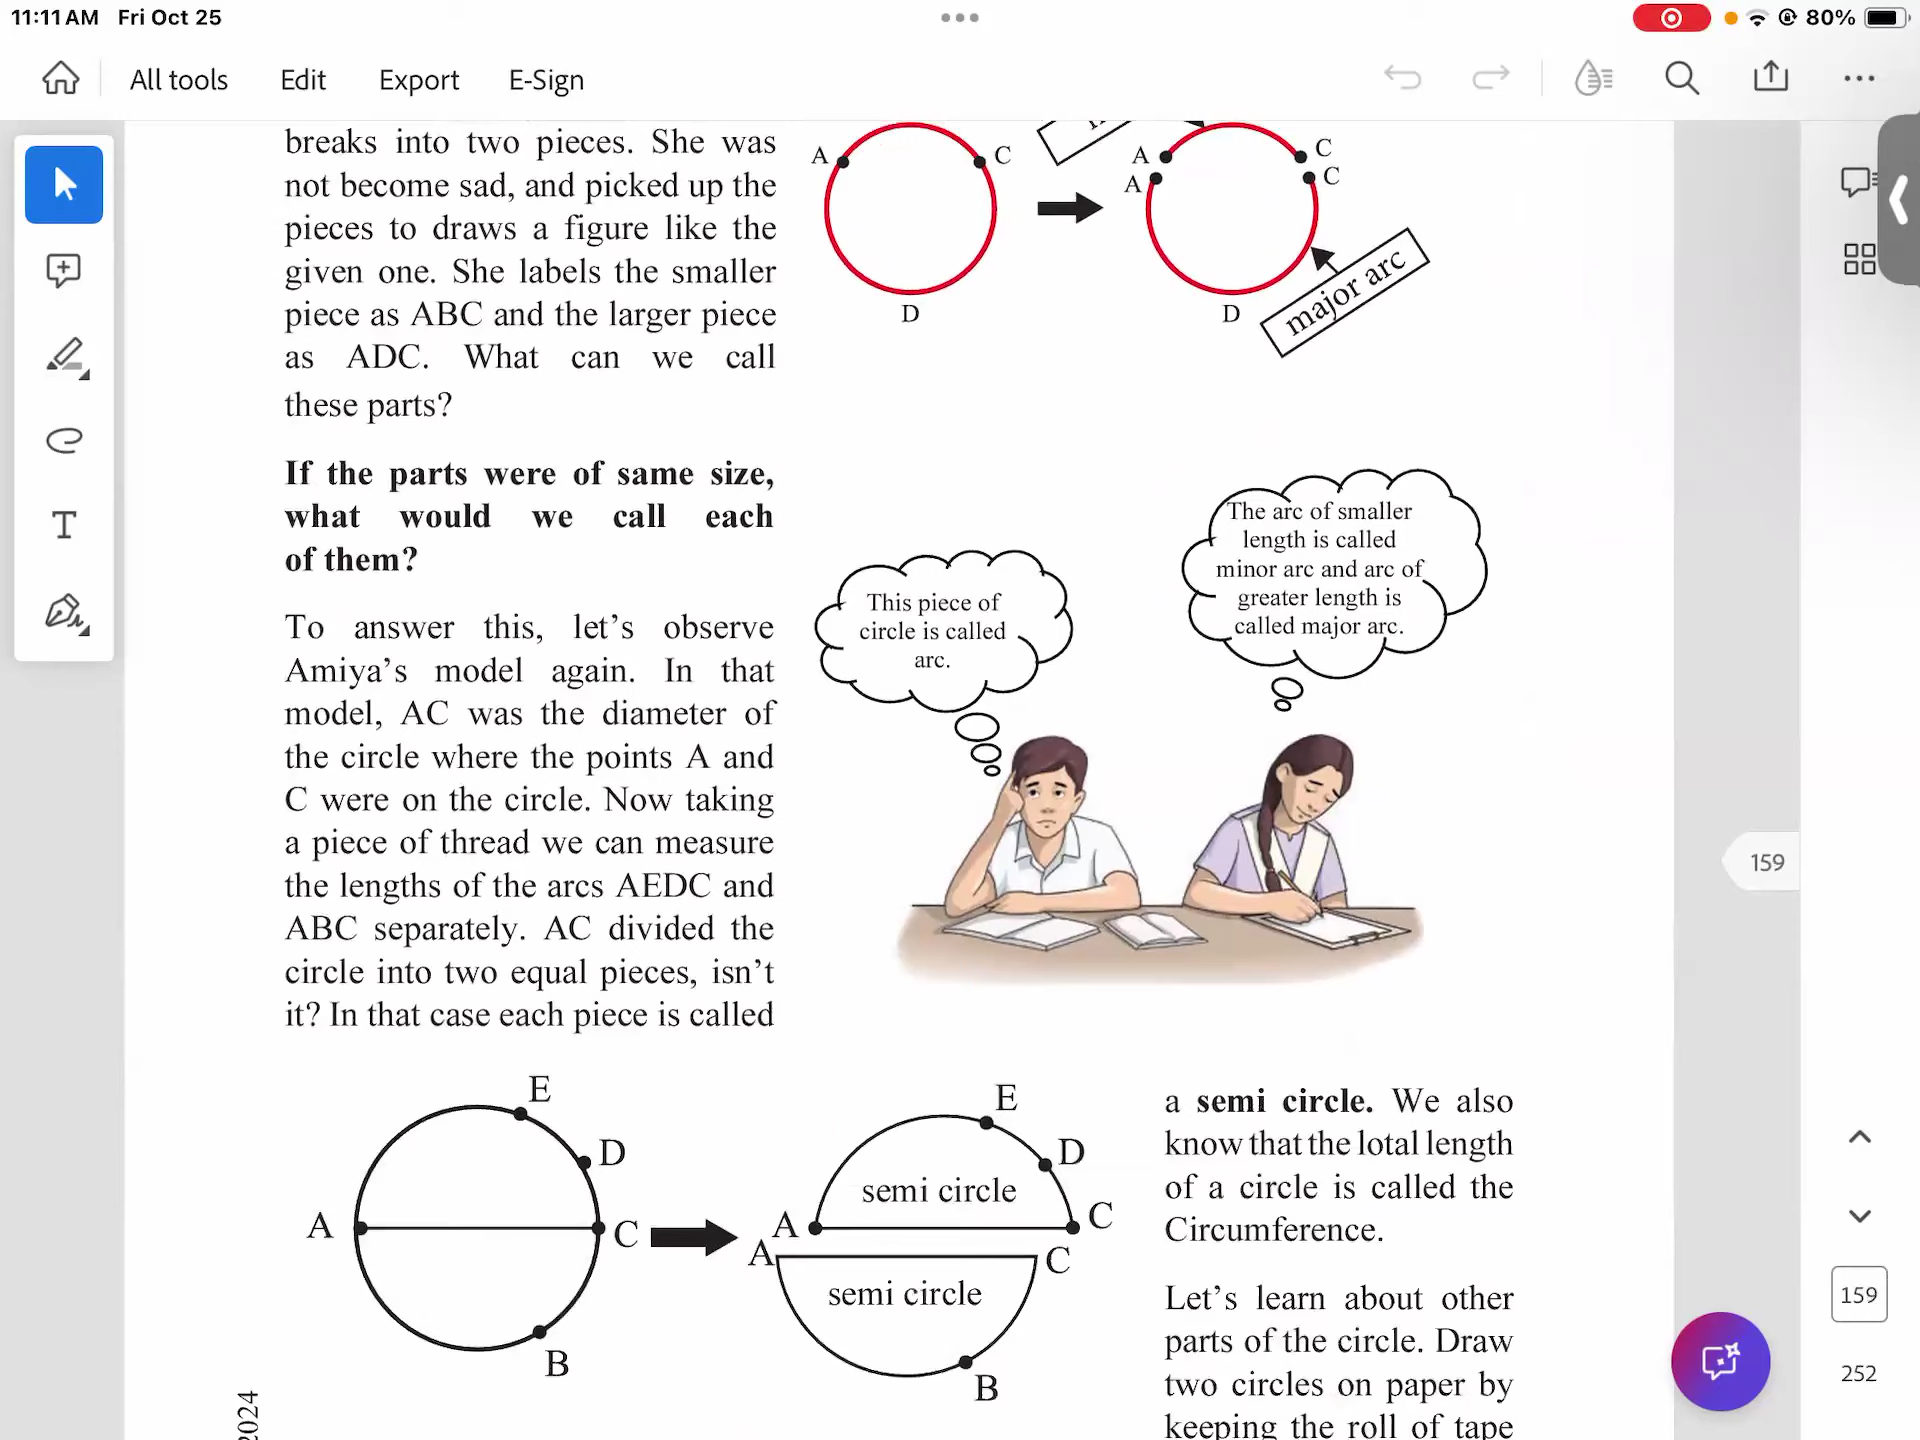 11:11 AM Fri Oct 25
80%
All tools Edit Export E-Sign
breaks into two pieces. She was
not become sad, and picked up the
pieces to draws a figure like the
given one. She labels the smaller
piece as ABC and the larger piece
as ADC. What can we call
these parts?
A C
D
A C
A C
D
major arc
If the parts were of same size,
what would we call each
of them?
To answer this, let's observe
Amiya's model again. In that
model, AC was the diameter of
the circle where the points A and
C were on the circle. Now taking
a piece of thread we can measure
the lengths of the arcs AEDC and
ABC separately. AC divided the
circle into two equal pieces, isn't
it? In that case each piece is called
This piece of
circle is called
arc.
The arc of smaller
length is called
minor arc and arc of
greater length is
called major arc.
159
E
D
A C
B
E
D
semi circle
A C
A C
semi circle
B
a semi circle. We also
know that the lotal length
of a circle is called the
Circumference.
Let's learn about other
parts of the circle. Draw
two circles on paper by
keeping the roll of tape
2024
159
252
T